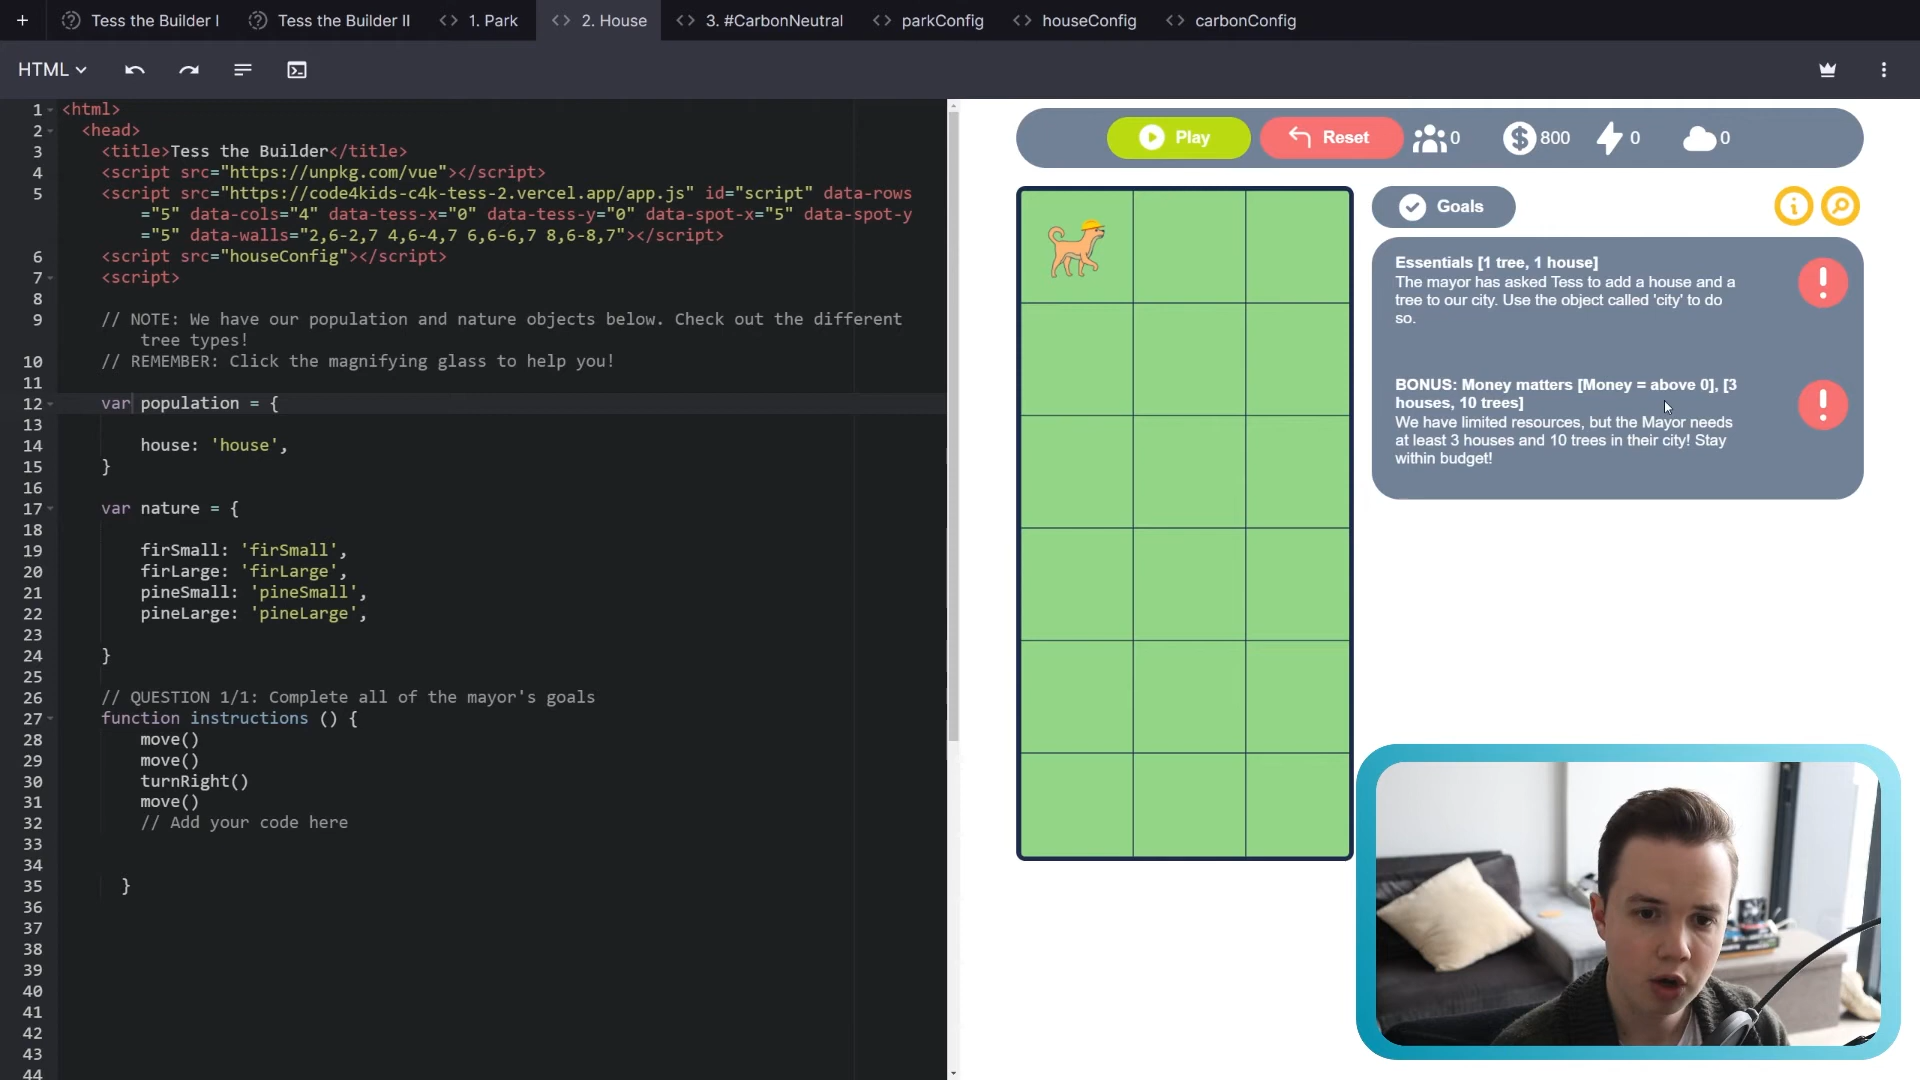 + Tess the Builder I Tess the Builder II <> 1. Park <> 2. House <> 3. #CarbonNeutral <> parkConfig <> houseConfig <> carbonConfig
HTML
1 <html>
2 <head>
3 <title>Tess the Builder</title>
4 <script src="https://unpkg.com/vue"></script>
5 <script src="https://code4kids-c4k-tess-2.vercel.app/app.js" id="script" data-rows
="5" data-cols="4" data-tess-x="0" data-tess-y="0" data-spot-x="5" data-spot-y
="5" data-walls="2,6-2,7 4,6-4,7 6,6-6,7 8,6-8,7"></script>
6 <script src="houseConfig"></script>
7 <script>
8
9 // NOTE: We have our population and nature objects below. Check out the different
tree types!
10 // REMEMBER: Click the magnifying glass to help you!
11
12 var population = {
13
14 house: 'house',
15 }
16
17 var nature = {
18
19 firSmall: 'firSmall',
20 firLarge: 'firLarge',
21 pineSmall: 'pineSmall',
22 pineLarge: 'pineLarge',
23
24 }
25
26 // QUESTION 1/1: Complete all of the mayor's goals
27 function instructions () {
28 move()
29 move()
30 turnRight()
31 move()
32 // Add your code here
33
34
35 }
36
37
38
39
40
41
42
43
44
Play Reset 0 $ 800 0 0
Goals i
Essentials [1 tree, 1 house]
The mayor has asked Tess to add a house and a
tree to our city. Use the object called 'city' to do
so.
!
BONUS: Money matters [Money = above 0], [3
houses, 10 trees]
We have limited resources, but the Mayor needs
at least 3 houses and 10 trees in their city! Stay
within budget!
!